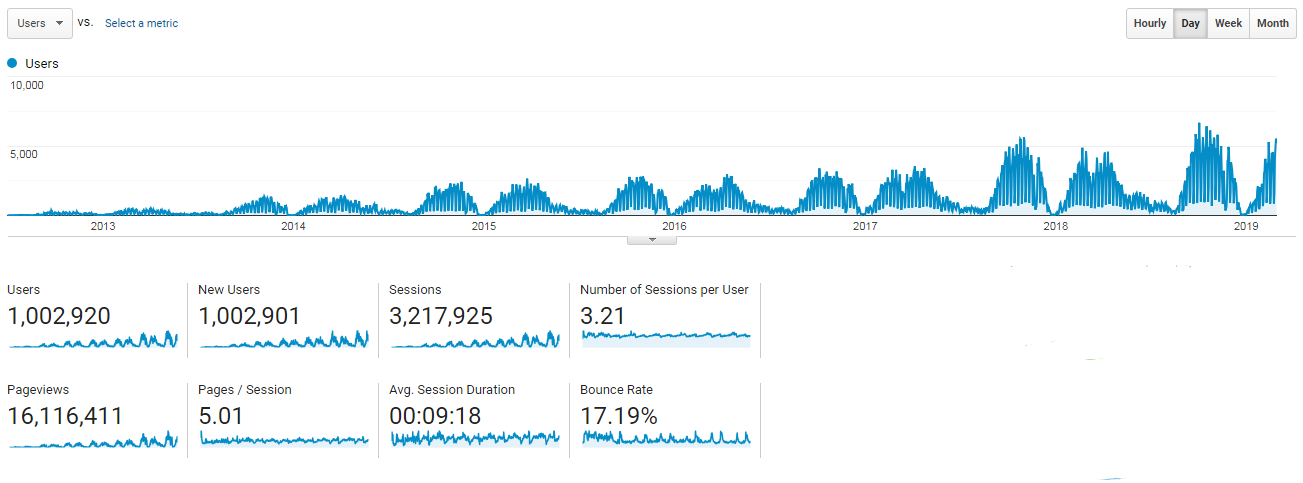 Users vs. Select a metric Hourly Day Week Month
Users
10,000
5,000
2013 2014 2015 2016 2017 2018 2019
Users New Users Sessions Number of Sessions per User
1,002,920 1,002,901 3,217,925 3.21
Pageviews Pages / Session Avg. Session Duration Bounce Rate
16,116,411 5.01 00:09:18 17.19%